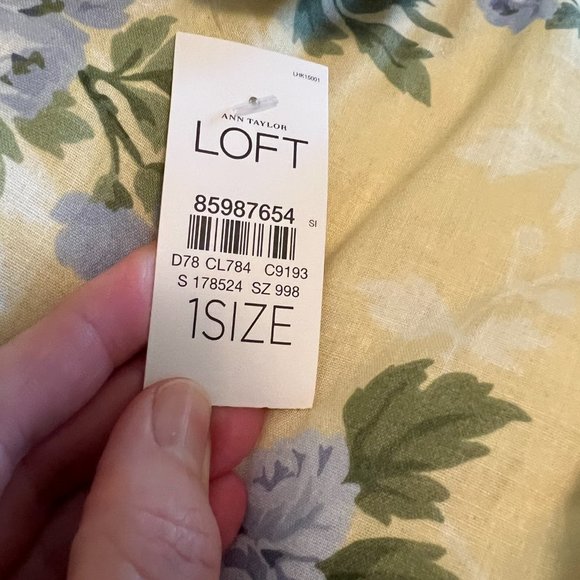 LHK15001
ANN TAYLOR
LOFT
85987654
SI
D78 CL784 C9193
S 178524 SZ 998
1SIZE